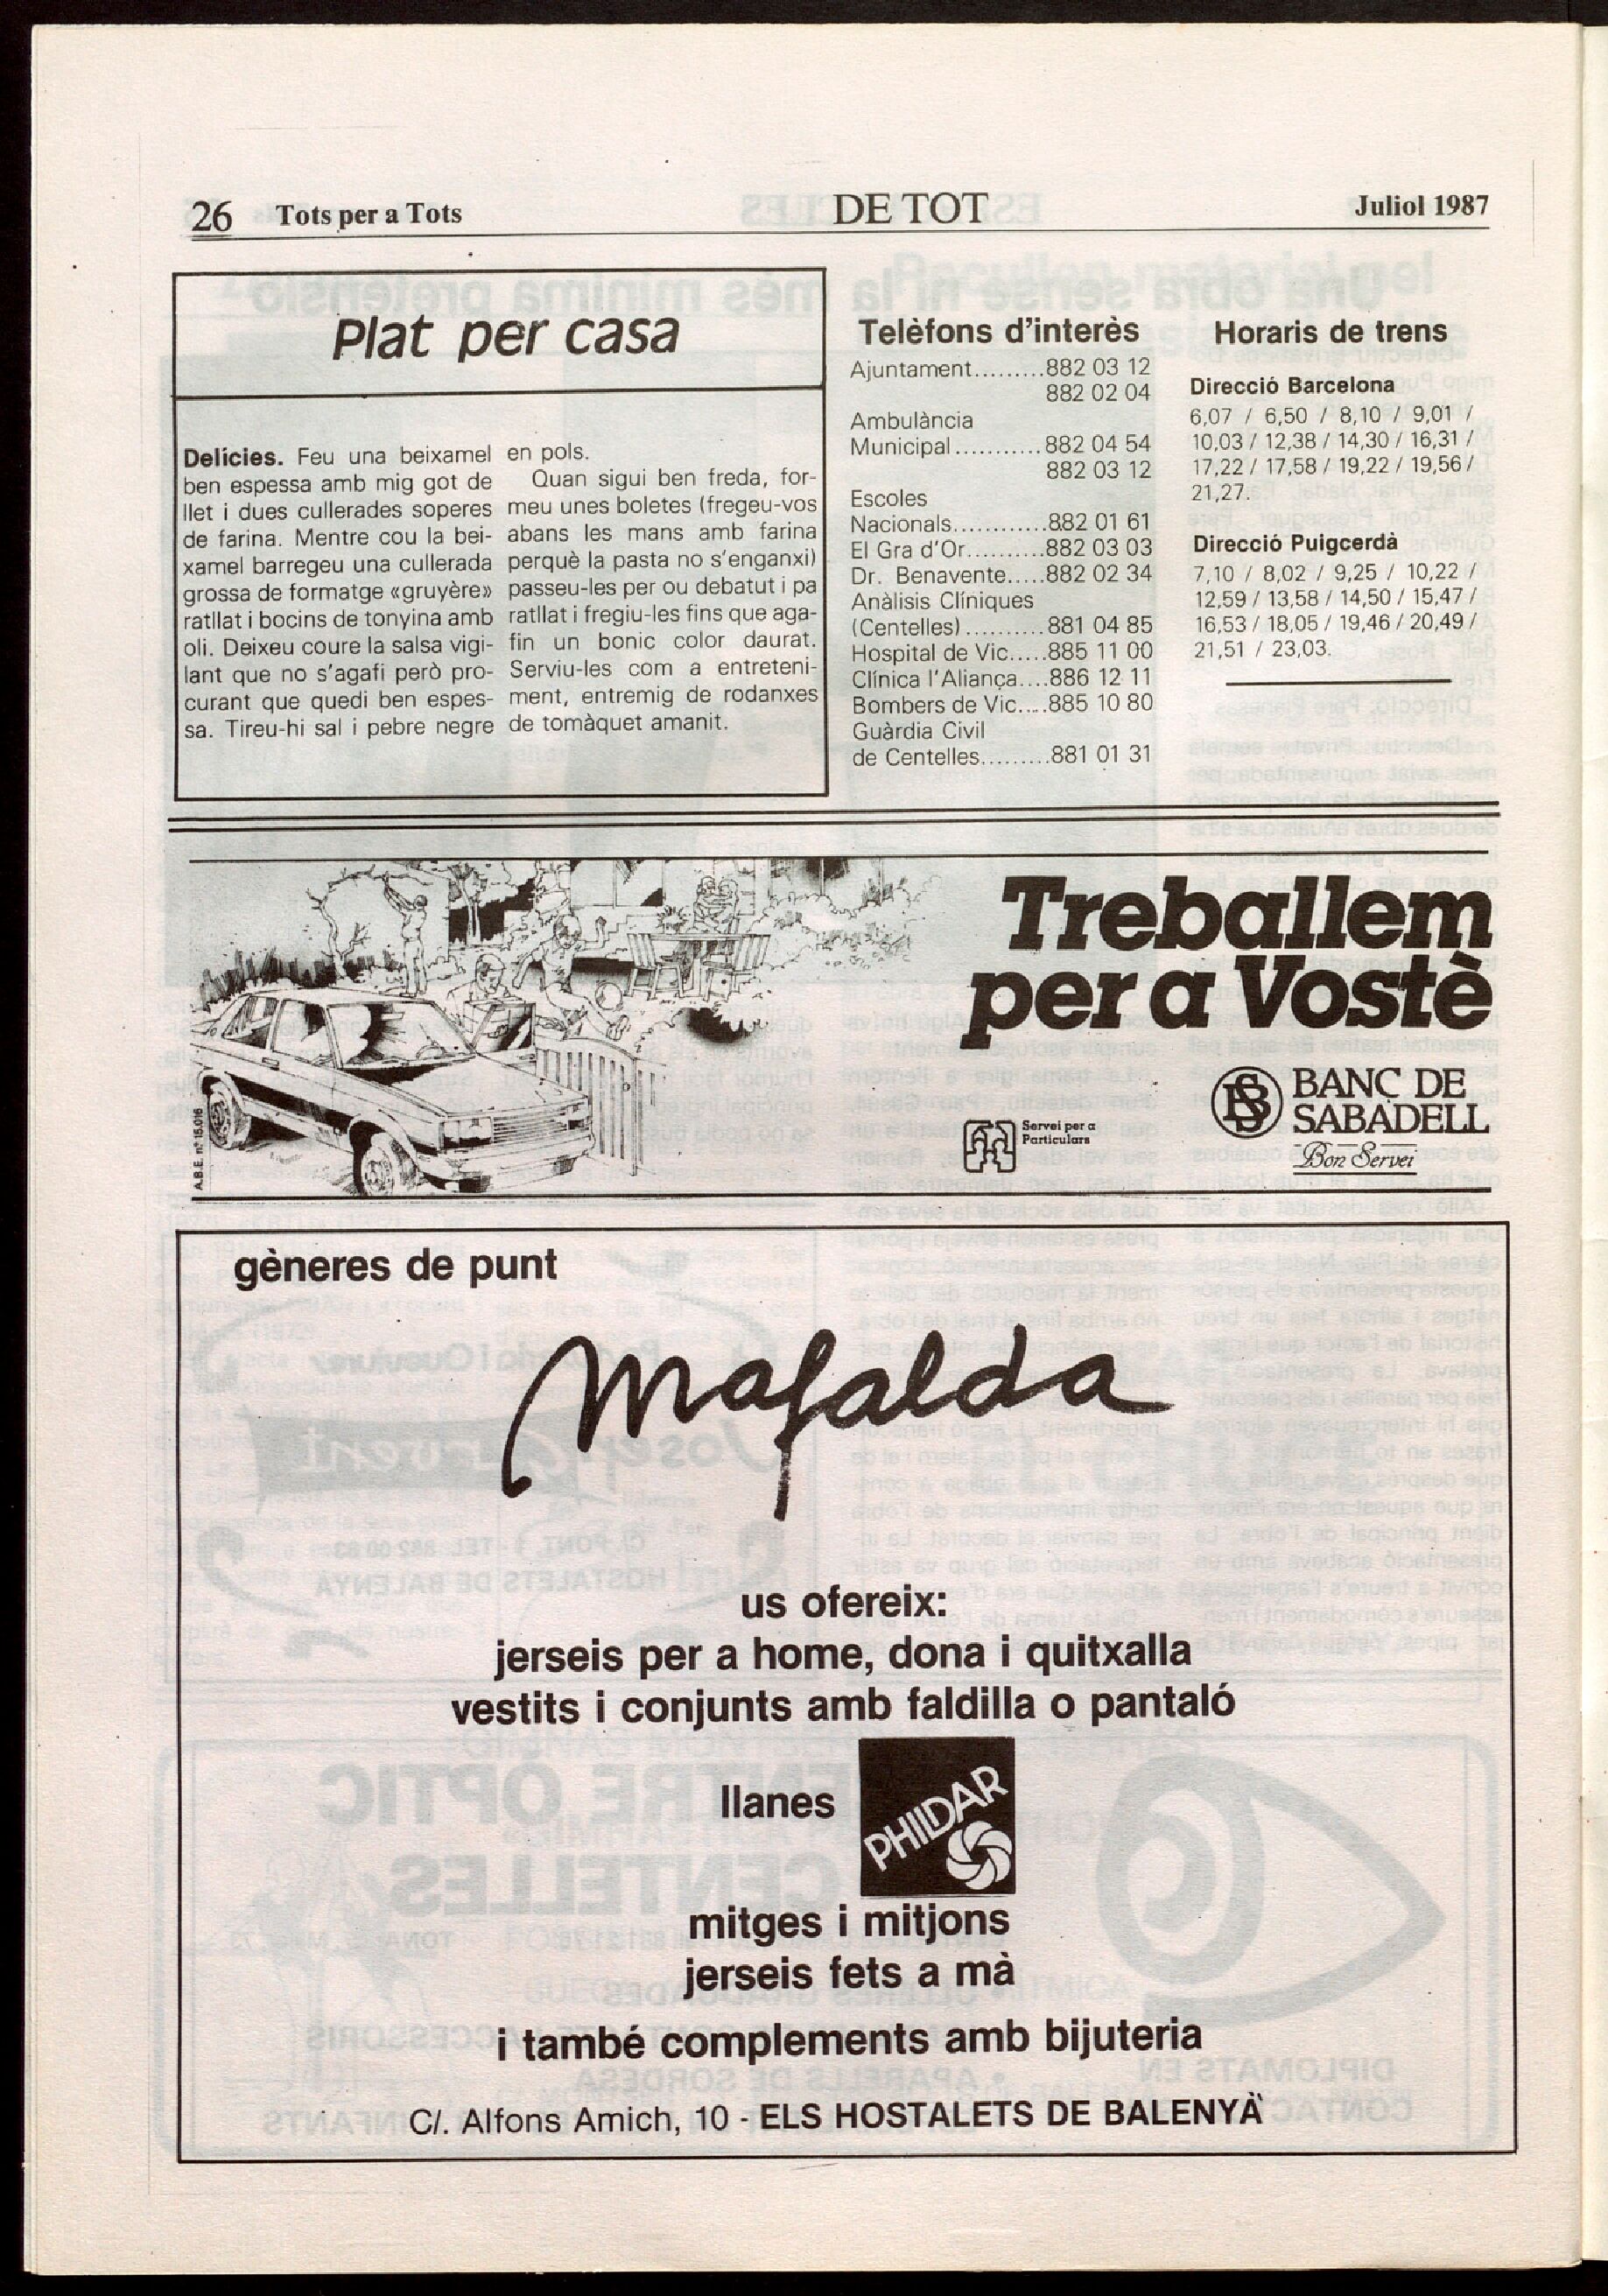 26 Tots per a Tots DE TOT Juliol 1987
Plat per casa
Delícies. Feu una beixamel
ben espessa amb mig got de
llet i dues cullerades soperes
de farina. Mentre cou la bei-
xamel barregeu una cullerada
grossa de formatge «gruyère»
ratllat i bocins de tonyina amb
oli. Deixeu coure la salsa vigi-
lant que no s'agafi però pro-
curant que quedi ben espes-
sa. Tireu-hi sal i pebre negre
en pols.
Quan sigui ben freda, for-
meu unes boletes (fregeu-vos
abans les mans amb farina
perquè la pasta no s'enganxi)
passeu-les per ou debatut i pa
ratllat i fregiu-les fins que aga-
fin un bonic color daurat.
Serviu-les com a entreteni-
ment, entremig de rodanxes
de tomàquet amanit.
Telèfons d'interès
Ajuntament.........882 03 12
882 02 04
Ambulància
Municipal...........882 04 54
882 03 12
Escoles
Nacionals............882 01 61
El Gra d'Or..........882 03 03
Dr. Benavente.....882 02 34
Anàlisis Clíniques
(Centelles)..........881 04 85
Hospital de Vic.....885 11 00
Clínica l'Aliança....886 12 11
Bombers de Vic....885 10 80
Guàrdia Civil
de Centelles.........881 01 31
Horaris de trens
Direcció Barcelona
6,07 / 6,50 / 8,10 / 9,01 /
10,03 / 12,38 / 14,30 / 16,31 /
17,22 / 17,58 / 19,22 / 19,56 /
21,27.
Direcció Puigcerdà
7,10 / 8,02 / 9,25 / 10,22 /
12,59 / 13,58 / 14,50 / 15,47 /
16,53 / 18,05 / 19,46 / 20,49 /
21,51 / 23,03.
Treballem
per a Vostè
A.B.E. nº 15.016
Servei per a
Particulars
BS BANC DE
SABADELL
Bon Servei
gèneres de punt
Mafalda
us ofereix:
jerseis per a home, dona i quitxalla
vestits i conjunts amb faldilla o pantaló
llanes PHILDAR
mitges i mitjons
jerseis fets a mà
i també complements amb bijuteria
C/. Alfons Amich, 10 - ELS HOSTALETS DE BALENYÀ